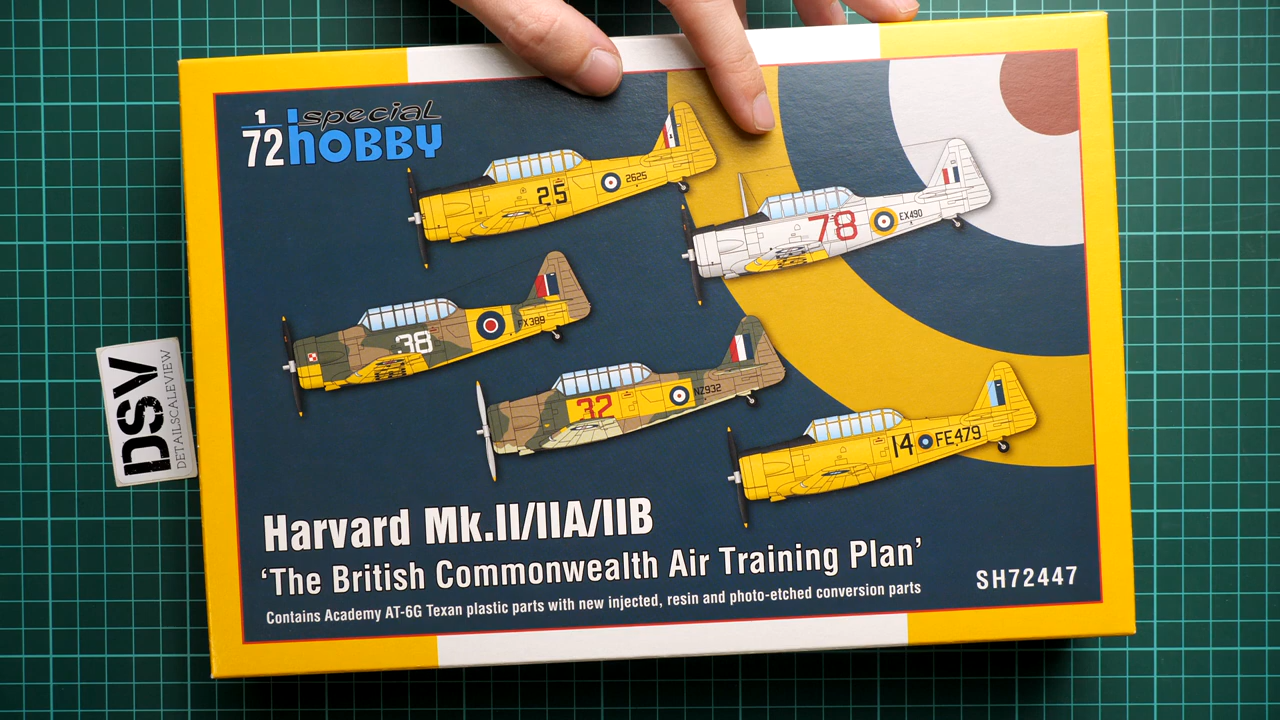 1
72
special
hobby
25
2625
78
EX490
38
FX389
32
NZ932
14
FE479
DSV
DETAILSCALEVIEW
Harvard Mk.II/IIA/IIB
‘The British Commonwealth Air Training Plan’
Contains Academy AT-6G Texan plastic parts with new injected, resin and photo-etched conversion parts
SH72447